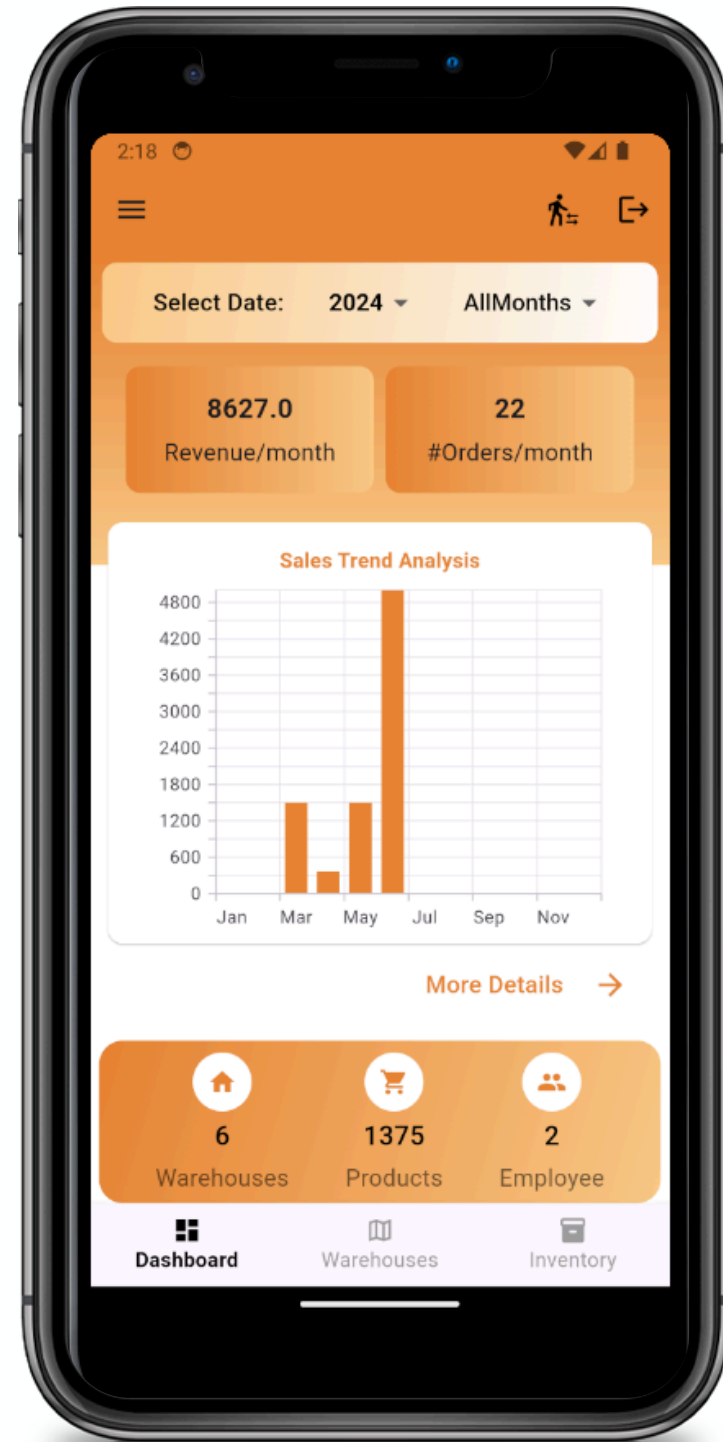 2:18
Select Date: 2024 AllMonths
8627.0 22
Revenue/month #Orders/month
Sales Trend Analysis
4800
4200
3600
3000
2400
1800
1200
600
0
Jan Mar May Jul Sep Nov
More Details
6 1375 2
Warehouses Products Employee
Dashboard Warehouses Inventory